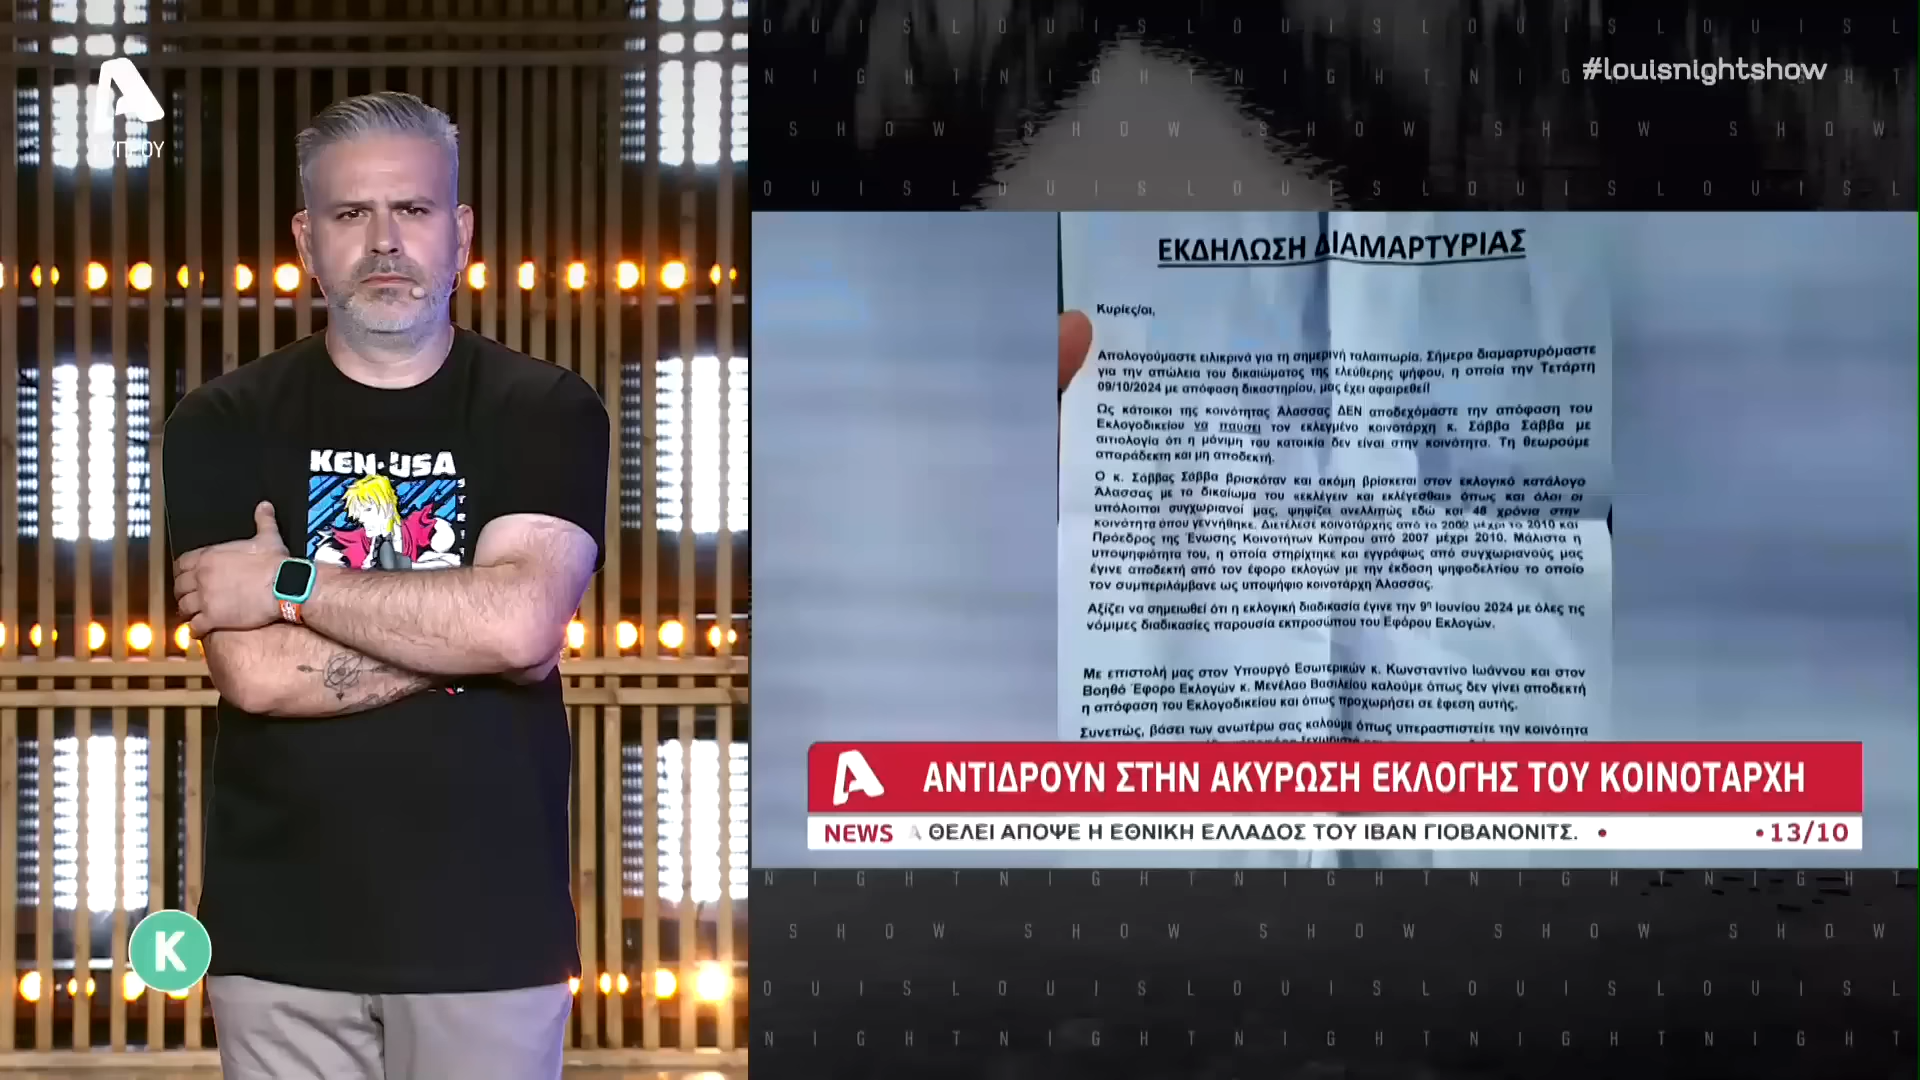 ΚΥΠΡΟΥ
#louisnightshow
KEN·USA
K
ΕΚΔΗΛΩΣΗ ΔΙΑΜΑΡΤΥΡΙΑΣ
Κυρίες/οι,
Απολογούμαστε ειλικρινά για τη σημερινή ταλαιπωρία. Σήμερα διαμαρτυρόμαστε
για την απώλεια του δικαιώματος της ελεύθερης ψήφου, η οποία την Τετάρτη
09/10/2024 με απόφαση δικαστηρίου, μας έχει αφαιρεθεί!
Ως κάτοικοι της κοινότητας Άλασσας ΔΕΝ αποδεχόμαστε την απόφαση του
Εκλογοδικείου να παύσει τον εκλεγμένο κοινοτάρχη κ. Σάββα Σάββα με
αιτιολογία ότι η μόνιμη του κατοικία δεν είναι στην κοινότητα. Τη θεωρούμε
απαράδεκτη και μη αποδεκτή.
Ο κ. Σάββας Σάββα βρισκόταν και ακόμη βρίσκεται στον εκλογικό κατάλογο
Άλασσας με το δικαίωμα του «εκλέγειν και εκλέγεσθαι» όπως και όλοι οι
υπόλοιποι συγχωριανοί μας, ψηφίζει ανελλιπώς εδώ και 48 χρόνια στην
κοινότητα όπου γεννήθηκε. Διετέλεσε κοινοτάρχης από το 2002 μέχρι το 2010 και
Πρόεδρος της Ένωσης Κοινοτήτων Κύπρου από 2007 μέχρι 2010. Μάλιστα η
υποψηφιότητα του, η οποία στηρίχτηκε και εγγράφως από συγχωριανούς μας
έγινε αποδεκτή από τον έφορο εκλογών με την έκδοση ψηφοδελτίου το οποίο
τον συμπεριλάμβανε ως υποψήφιο κοινοτάρχη Άλασσας.
Αξίζει να σημειωθεί ότι η εκλογική διαδικασία έγινε την 9η Ιουνίου 2024 με όλες τις
νόμιμες διαδικασίες παρουσία εκπροσώπου του Εφόρου Εκλογών.
Με επιστολή μας στον Υπουργό Εσωτερικών κ. Κωνσταντίνο Ιωάννου και στον
Βοηθό Έφορο Εκλογών κ. Μενέλαο Βασιλείου καλούμε όπως δεν γίνει αποδεκτή
η απόφαση του Εκλογοδικείου και όπως προχωρήσει σε έφεση αυτής.
Συνεπώς, βάσει των ανωτέρω σας καλούμε όπως υπερασπιστείτε την κοινότητα
ΑΝΤΙΔΡΟΥΝ ΣΤΗΝ ΑΚΥΡΩΣΗ ΕΚΛΟΓΗΣ ΤΟΥ ΚΟΙΝΟΤΑΡΧΗ
NEWS Α ΘΕΛΕΙ ΑΠΟΨΕ Η ΕΘΝΙΚΗ ΕΛΛΑΔΟΣ ΤΟΥ ΙΒΑΝ ΓΙΟΒΑΝΟΝΙΤΣ. • •13/10